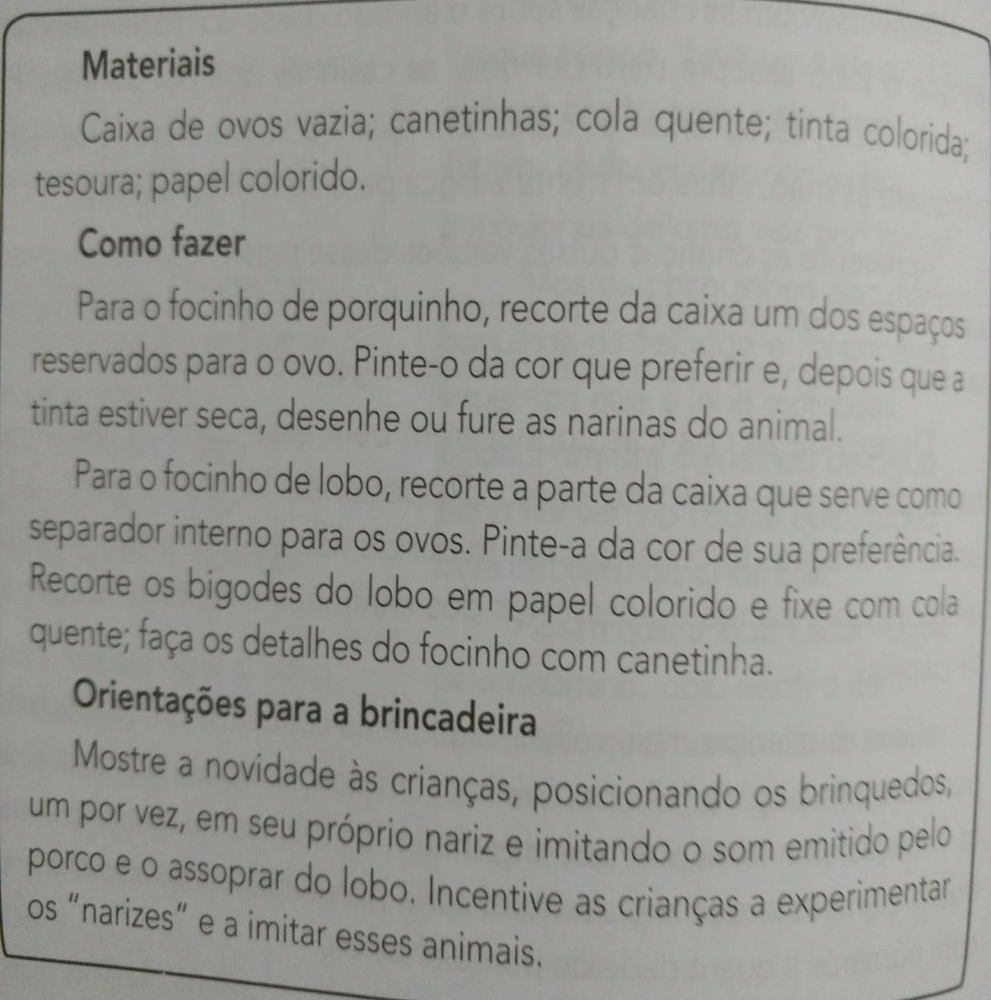 Materiais
Caixa de ovos vazia; canetinhas; cola quente; tinta colorida;
tesoura; papel colorido.
Como fazer
Para o focinho de porquinho, recorte da caixa um dos espaços
reservados para o ovo. Pinte-o da cor que preferir e, depois que a
tinta estiver seca, desenhe ou fure as narinas do animal.
Para o focinho de lobo, recorte a parte da caixa que serve como
separador interno para os ovos. Pinte-a da cor de sua preferência.
Recorte os bigodes do lobo em papel colorido e fixe com cola
quente; faça os detalhes do focinho com canetinha.
Orientações para a brincadeira
Mostre a novidade às crianças, posicionando os brinquedos,
um por vez, em seu próprio nariz e imitando o som emitido pelo
porco e o assoprar do lobo. Incentive as crianças a experimentar
os "narizes" e a imitar esses animais.